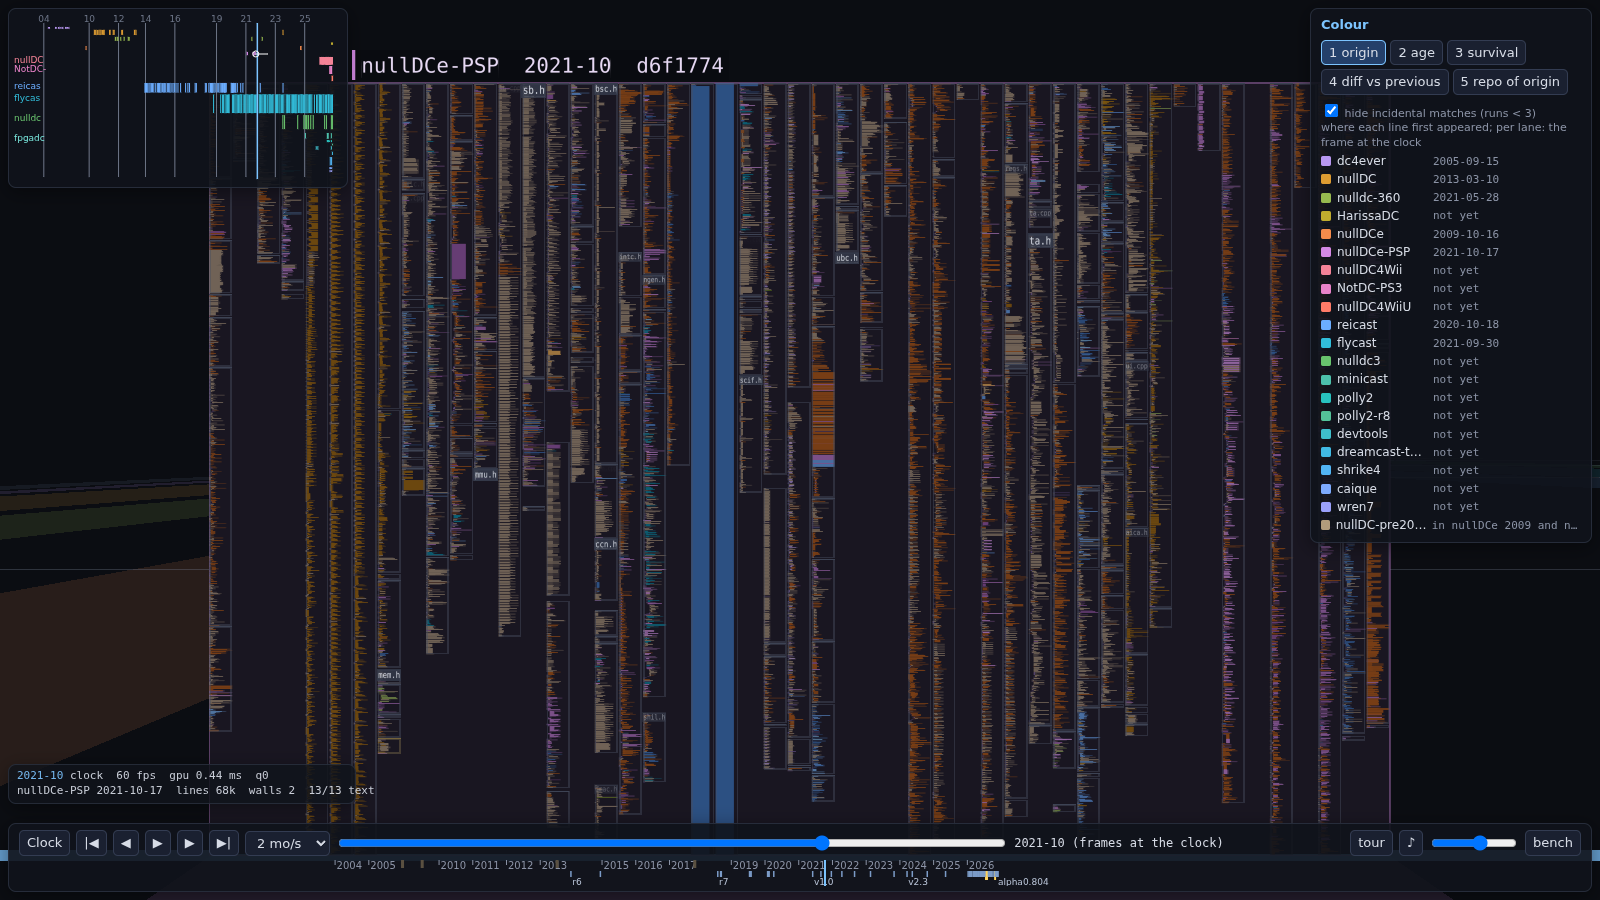 04 10 12 14 16 19 21 23 25
nullDC
NotDC-
reicas
flycas
nulldc
fpgadc
nullDCe-PSP 2021-10 d6f1774
sb.h
bsc.h
ta.h
ubc.h
mmu.h
ccn.h
mem.h
Colour
1 origin
2 age
3 survival
4 diff vs previous
5 repo of origin
hide incidental matches (runs < 3)
where each line first appeared; per lane: the
frame at the clock
dc4ever 2005-09-15
nullDC 2013-03-10
nulldc-360 2021-05-28
HarissaDC not yet
nullDCe 2009-10-16
nullDCe-PSP 2021-10-17
nullDC4Wii not yet
NotDC-PS3 not yet
nullDC4WiiU not yet
reicast 2020-10-18
flycast 2021-09-30
nulldc3 not yet
minicast not yet
polly2 not yet
polly2-r8 not yet
devtools not yet
dreamcast-t… not yet
shrike4 not yet
caique not yet
wren7 not yet
nullDC-pre20… in nullDCe 2009 and n…
2021-10 clock 60 fps gpu 0.44 ms q0
nullDCe-PSP 2021-10-17 lines 68k walls 2 13/13 text
Clock
2 mo/s
2021-10 (frames at the clock)
tour
♪
bench
2004 2005 2010 2011 2012 2013 2015 2016 2017 2019 2020 2021 2022 2023 2024 2025 2026
r6 r7 v1.0 v2.3 alpha0.804